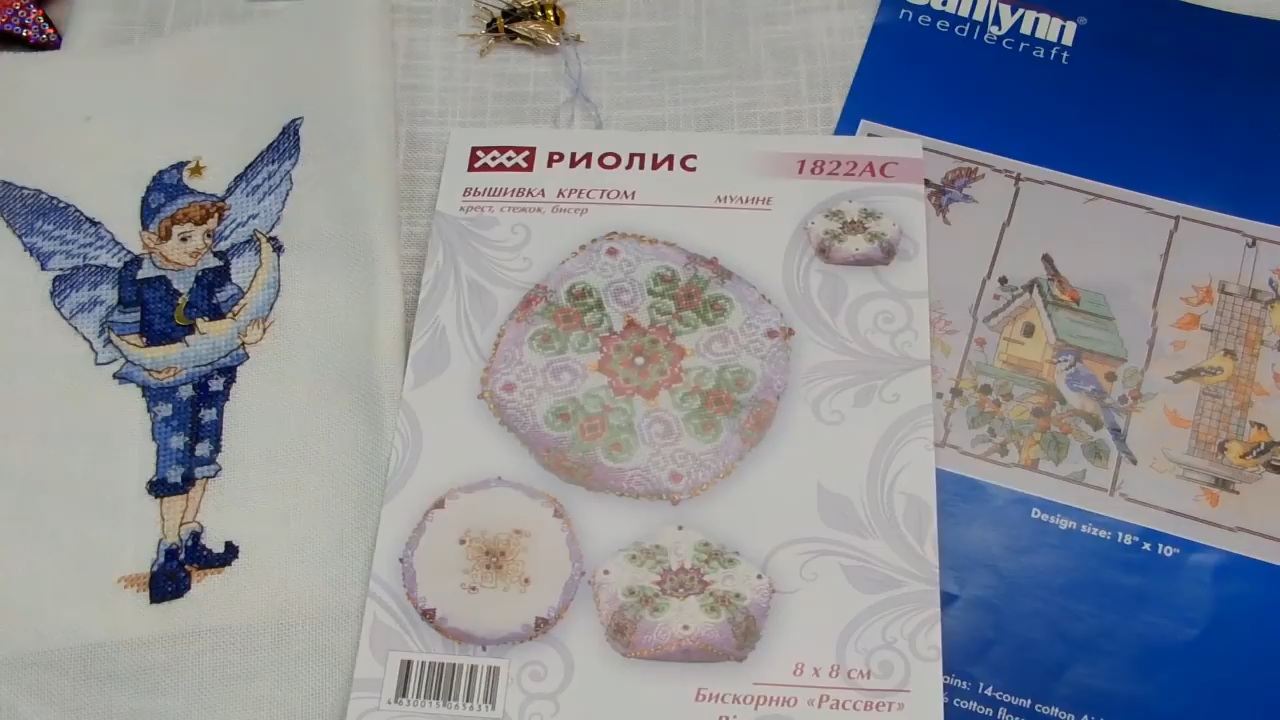 РИОЛИС
1822АС
ВЫШИВКА КРЕСТОМ
МУЛИНЕ
крест, стежок, бисер
8 х 8 см
Бискорню «Рассвет»
4630015065631
needlecraft
Design size: 18" x 10"
14-count cotton
cotton